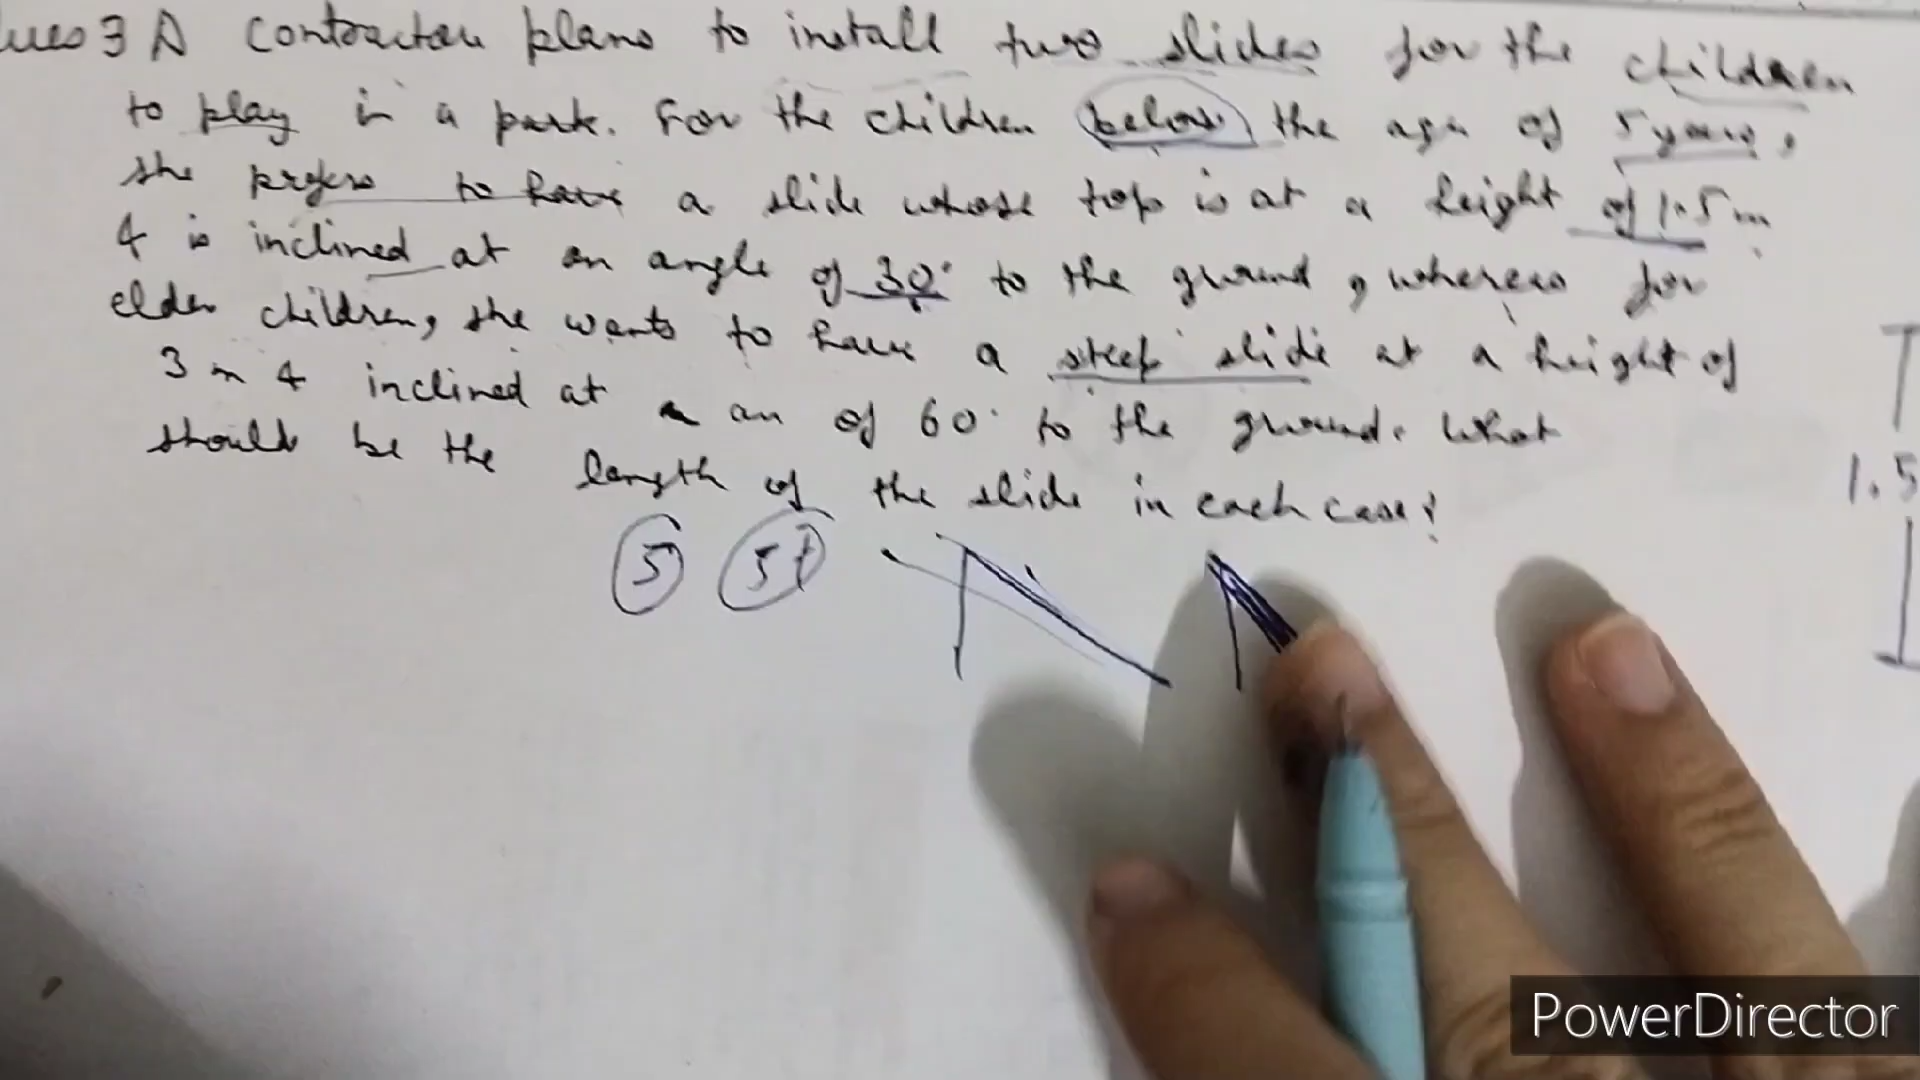 Ques 3 A contractor plans to install two slides for the children
to play in a park. For the children below the age of 5 years,
she prefers to have a slide whose top is at a height of 1.5 m
& is inclined at an angle of 30° to the ground, whereas for
elder children, she wants to have a steep slide at a height of
3 m & inclined at an of 60° to the ground. What
should be the length of the slide in each case?
5 5+
1.5
PowerDirector